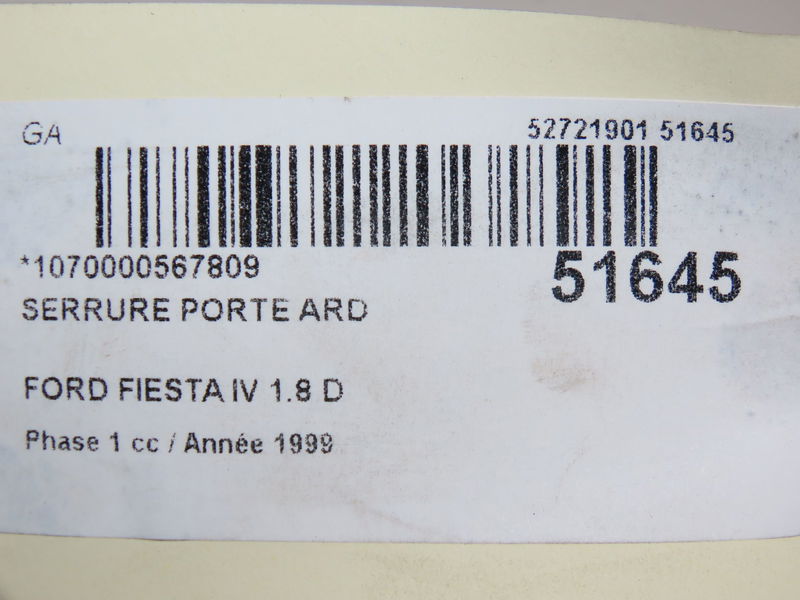 GA
52721901 51645
*1070000567809
51645
SERRURE PORTE ARD
FORD FIESTA IV 1.8 D
Phase 1 cc / Année 1999